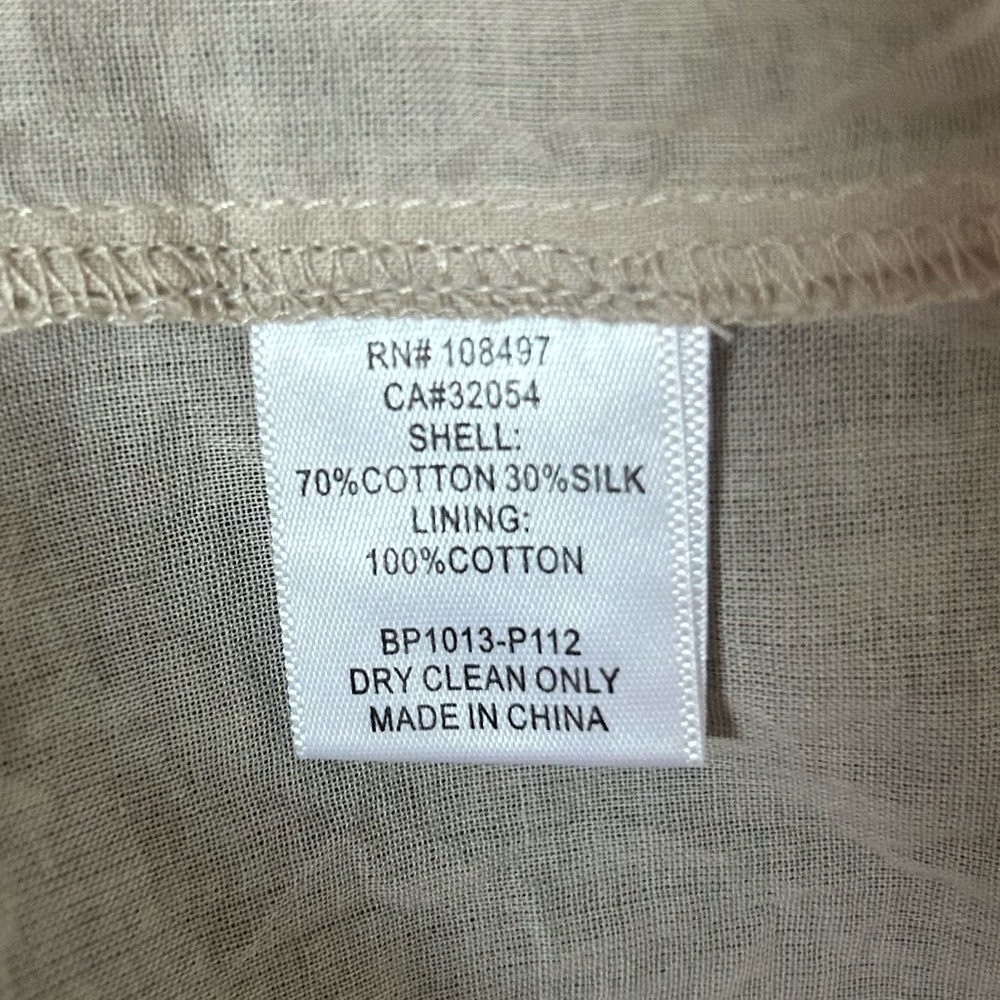 RN# 108497
CA#32054
SHELL:
70%COTTON 30%SILK
LINING:
100%COTTON
BP1013-P112
DRY CLEAN ONLY
MADE IN CHINA